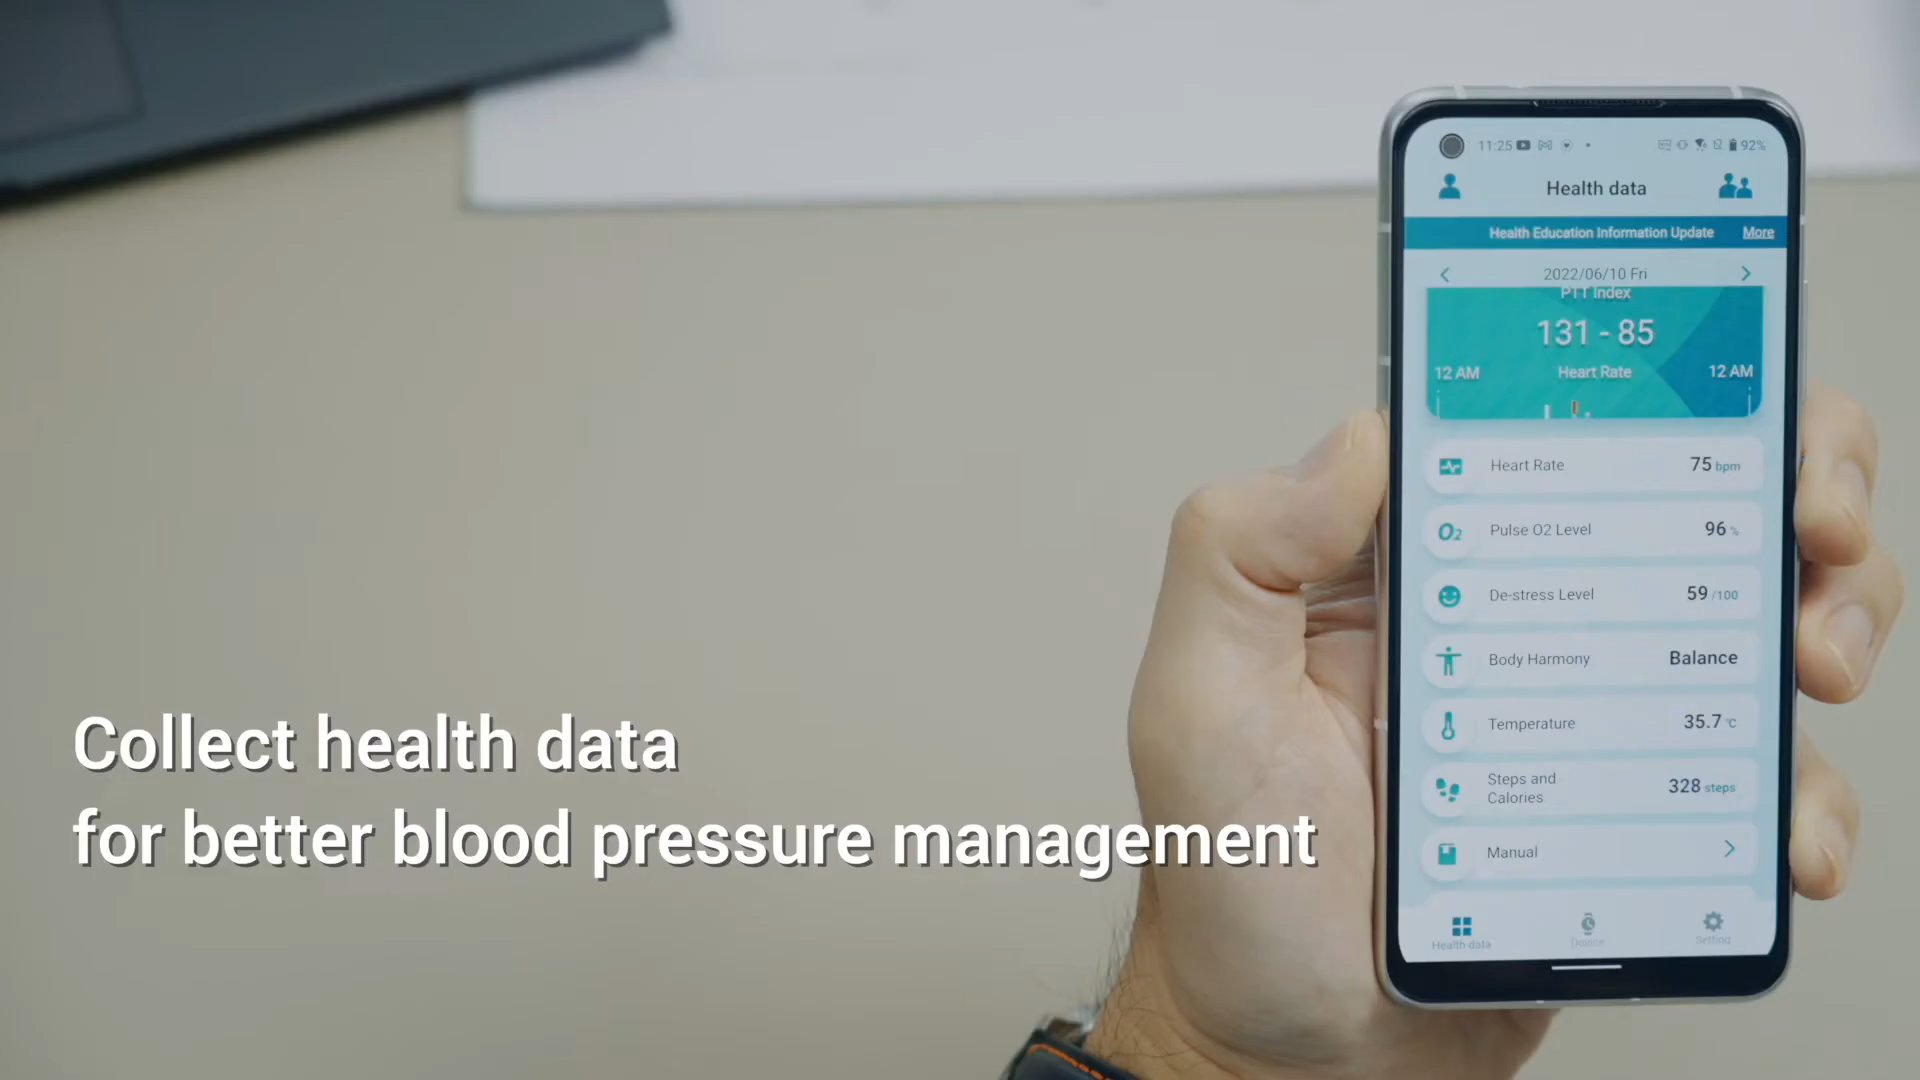 11:25
92%
Health data
Health Education Information Update More
2022/06/10 Fri
PTT Index
131 - 85
12 AM Heart Rate 12 AM
Heart Rate 75 bpm
O2 Pulse O2 Level 96 %
De-stress Level 59 /100
Body Harmony Balance
Temperature 35.7 °C
Steps and
Calories 328 steps
Manual
Health data Device Setting
Collect health data
for better blood pressure management